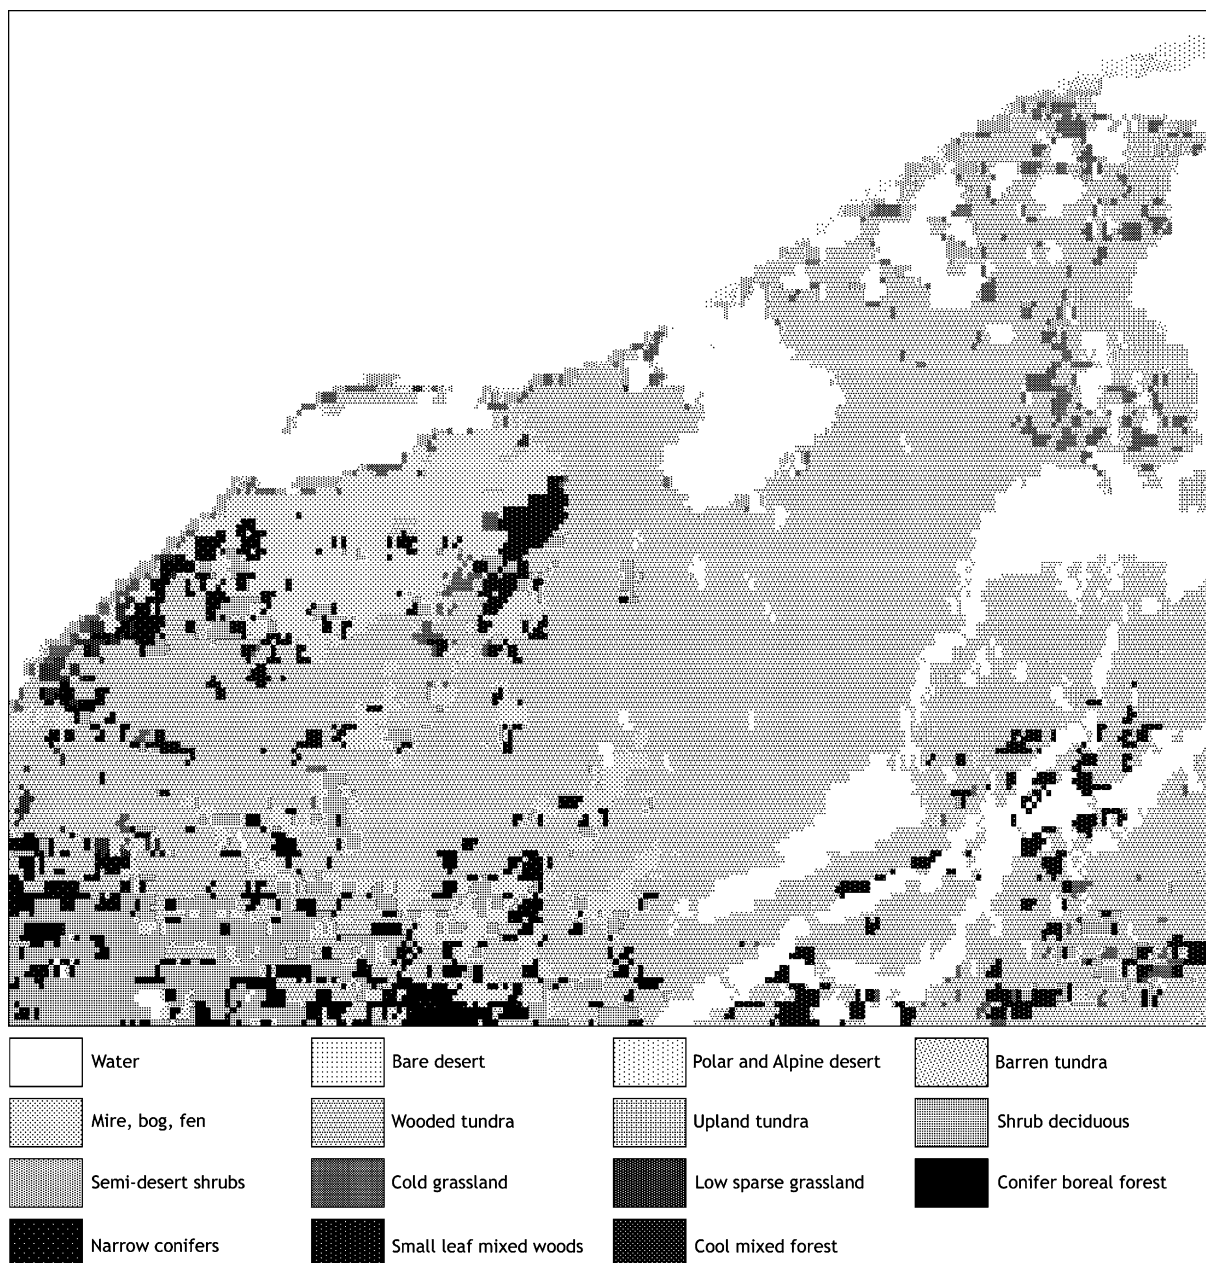 Water
Bare desert
Polar and Alpine desert
Barren tundra
Mire, bog, fen
Wooded tundra
Upland tundra
Shrub deciduous
Semi-desert shrubs
Cold grassland
Low sparse grassland
Conifer boreal forest
Narrow conifers
Small leaf mixed woods
Cool mixed forest